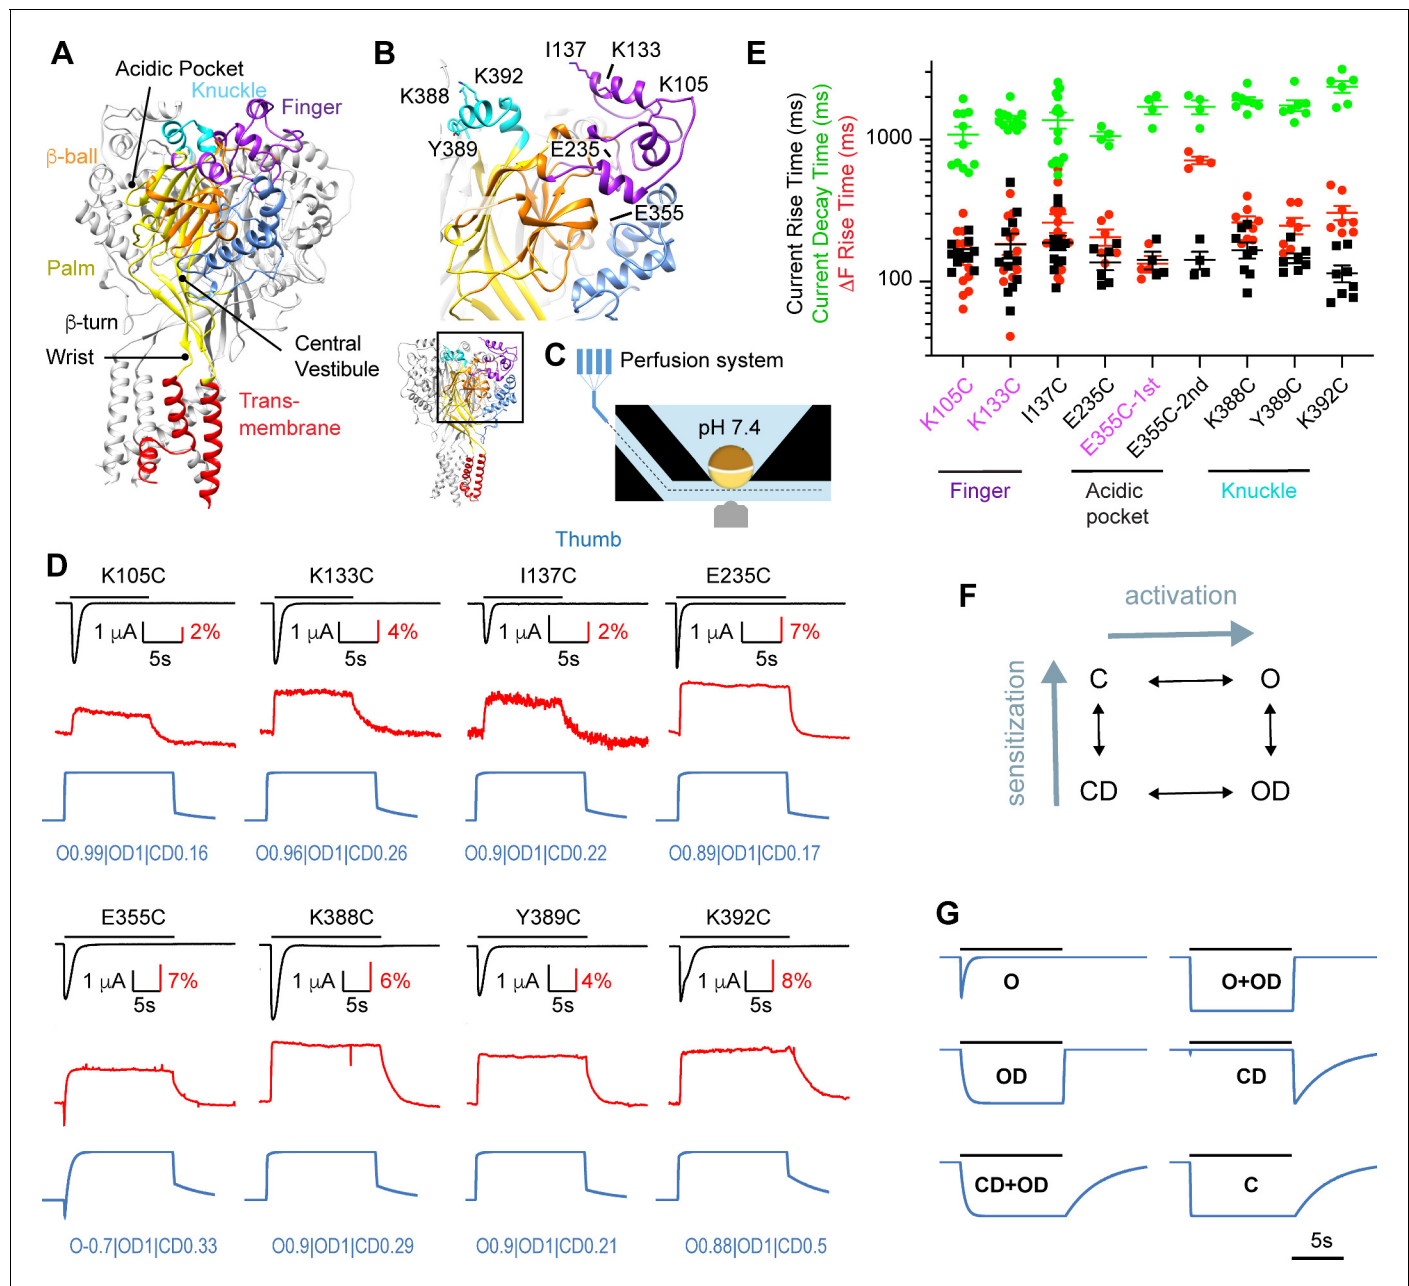 A
Acidic Pocket
Knuckle
Finger
β-ball
Palm
β-turn
Wrist
Central
Vestibule
Trans-
membrane
B
I137
K133
K392
K105
K388
Y389
E235
E355
C
Perfusion system
pH 7.4
Thumb
D
K105C
K133C
I137C
E235C
1 μA
2%
5s
1 μA
4%
5s
1 μA
2%
5s
1 μA
7%
5s
O0.99|OD1|CD0.16
O0.96|OD1|CD0.26
O0.9|OD1|CD0.22
O0.89|OD1|CD0.17
E355C
K388C
Y389C
K392C
1 μA
7%
5s
1 μA
6%
5s
1 μA
4%
5s
1 μA
8%
5s
O-0.7|OD1|CD0.33
O0.9|OD1|CD0.29
O0.9|OD1|CD0.21
O0.88|OD1|CD0.5
E
Current Rise Time (ms)
Current Decay Time (ms)
ΔF Rise Time (ms)
1000
100
K105C
K133C
I137C
E235C
E355C-1st
E355C-2nd
K388C
Y389C
K392C
Finger
Acidic
pocket
Knuckle
F
activation
sensitization
C
O
CD
OD
G
O
O+OD
OD
CD
CD+OD
C
5s